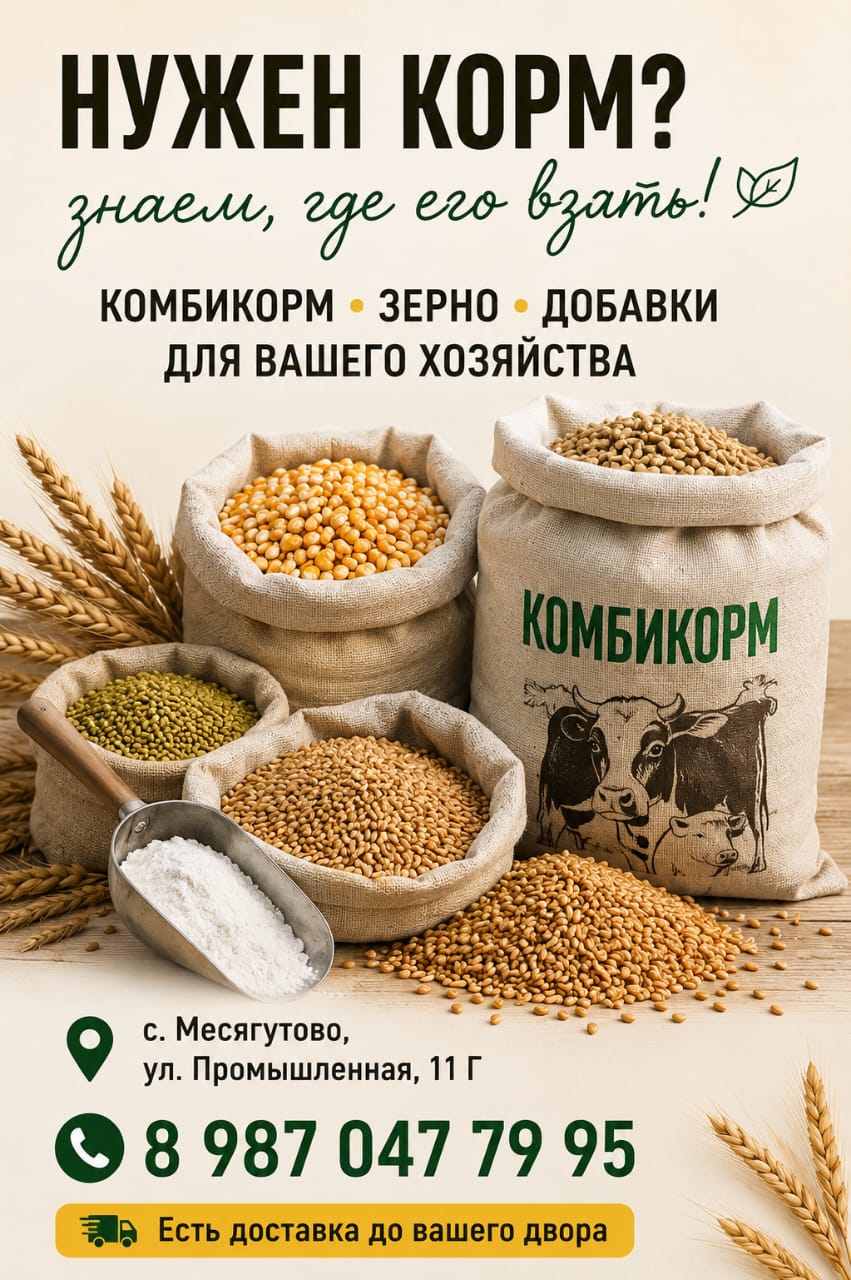 НУЖЕН КОРМ?
знаем, где его взять!
КОМБИКОРМ • ЗЕРНО • ДОБАВКИ
ДЛЯ ВАШЕГО ХОЗЯЙСТВА
КОМБИКОРМ
с. Месягутово,
ул. Промышленная, 11 Г
8 987 047 79 95
Есть доставка до вашего двора